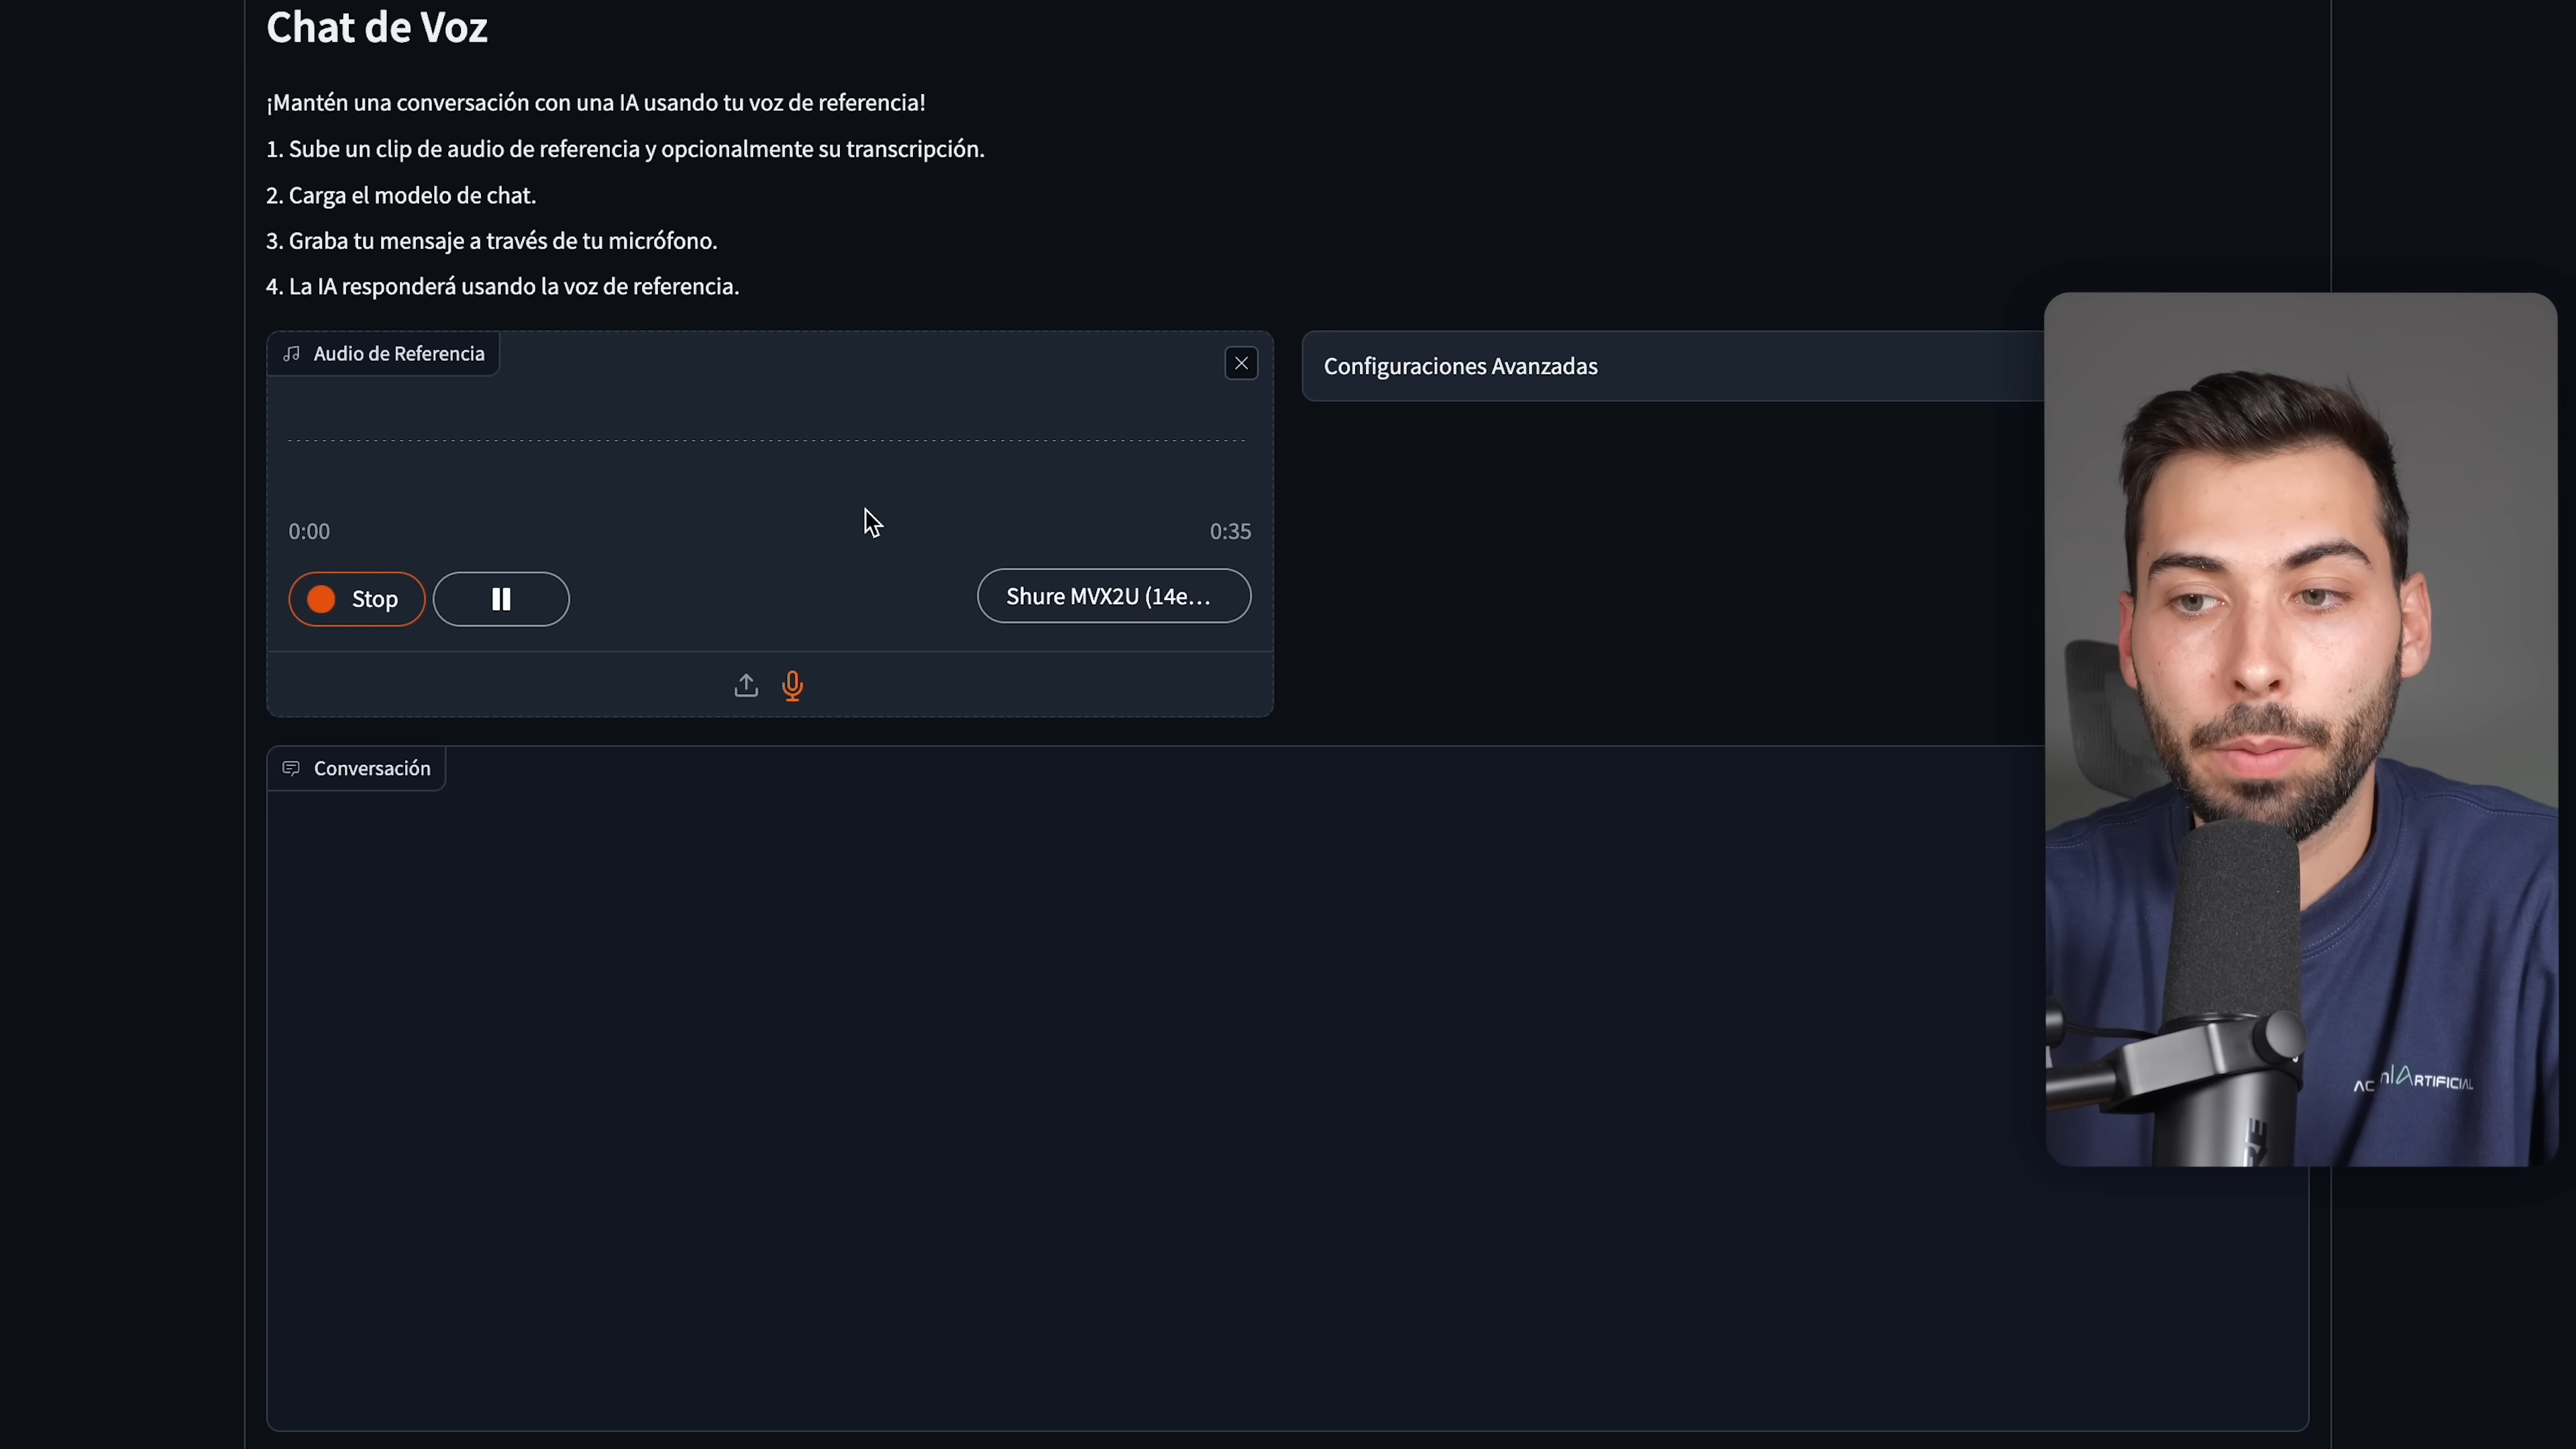 Chat de Voz
¡Mantén una conversación con una IA usando tu voz de referencia!
1. Sube un clip de audio de referencia y opcionalmente su transcripción.
2. Carga el modelo de chat.
3. Graba tu mensaje a través de tu micrófono.
4. La IA responderá usando la voz de referencia.
Audio de Referencia
Configuraciones Avanzadas
0:00
0:35
Stop
Shure MVX2U (14e...
Conversación